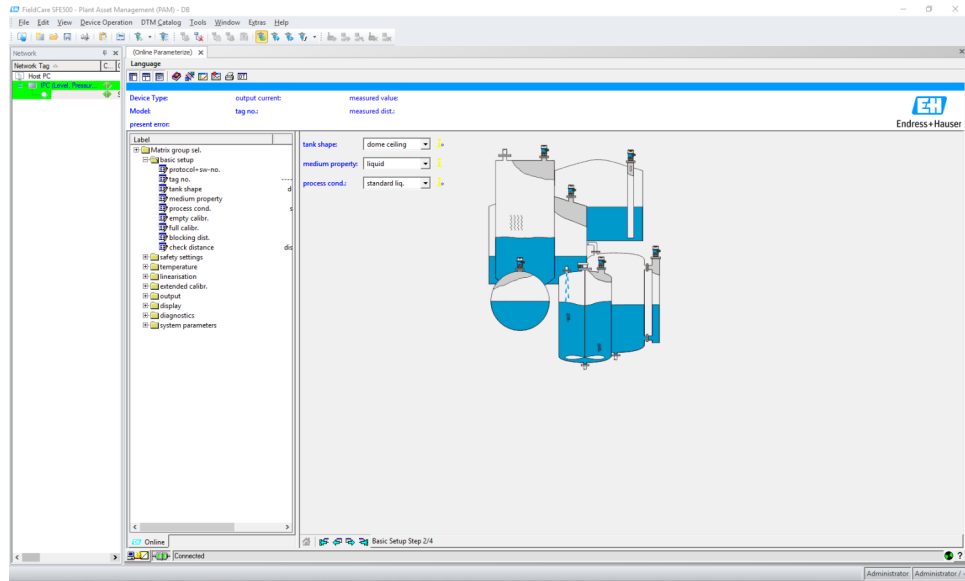 FieldCare SFE500 - Plant Asset Management (PAM) - DB
File Edit View Device Operation DTM Catalog Tools Window Extras Help
Network
Network Tag C...
Host PC
IPC (Level, Pressur...
(Online Parameterize)
Language
Device Type: output current: measured value:
Model: tag no.: measured dist.:
present error:
Endress+Hauser
Label
Matrix group sel.
basic setup
protocol+sw-no.
tag no. ----
tank shape d
medium property
process cond. s
empty calibr.
full calibr.
blocking dist.
check distance dis
safety settings
temperature
linearisation
extended calibr.
output
display
diagnostics
system parameters
tank shape: dome ceiling
medium property: liquid
process cond.: standard liq.
Online
Basic Setup Step 2/4
Connected
Administrator Administrator /